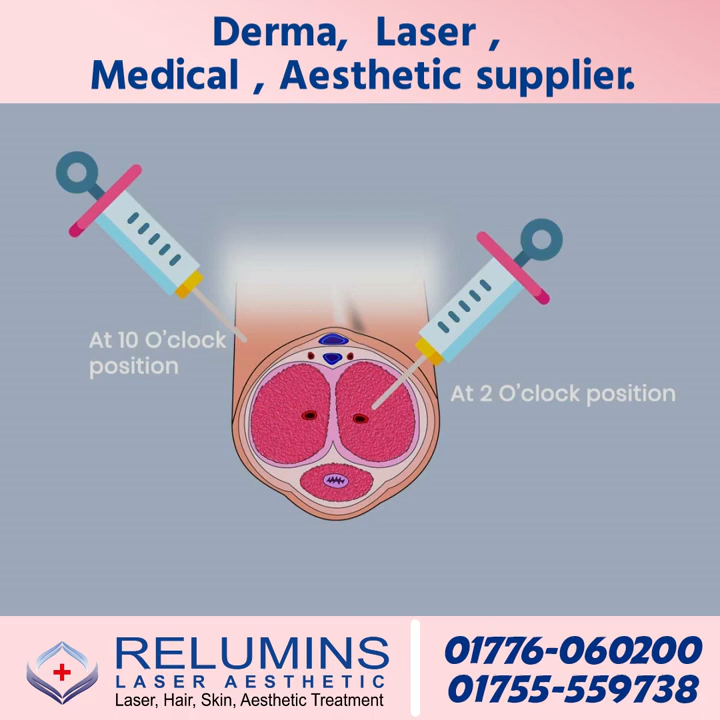 Derma, Laser ,
Medical , Aesthetic supplier.
At 10 O'clock
position
At 2 O'clock position
RELUMINS
LASER AESTHETIC
Laser, Hair, Skin, Aesthetic Treatment
01776-060200
01755-559738